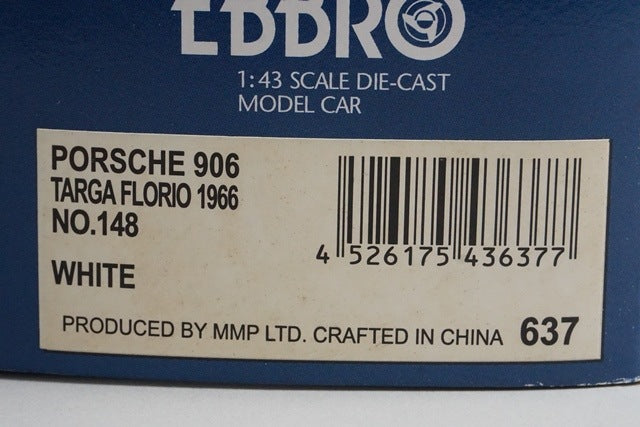 EBBRO
1:43 SCALE DIE-CAST
MODEL CAR
PORSCHE 906
TARGA FLORIO 1966
NO.148
WHITE
4 526175 436377
PRODUCED BY MMP LTD. CRAFTED IN CHINA 637